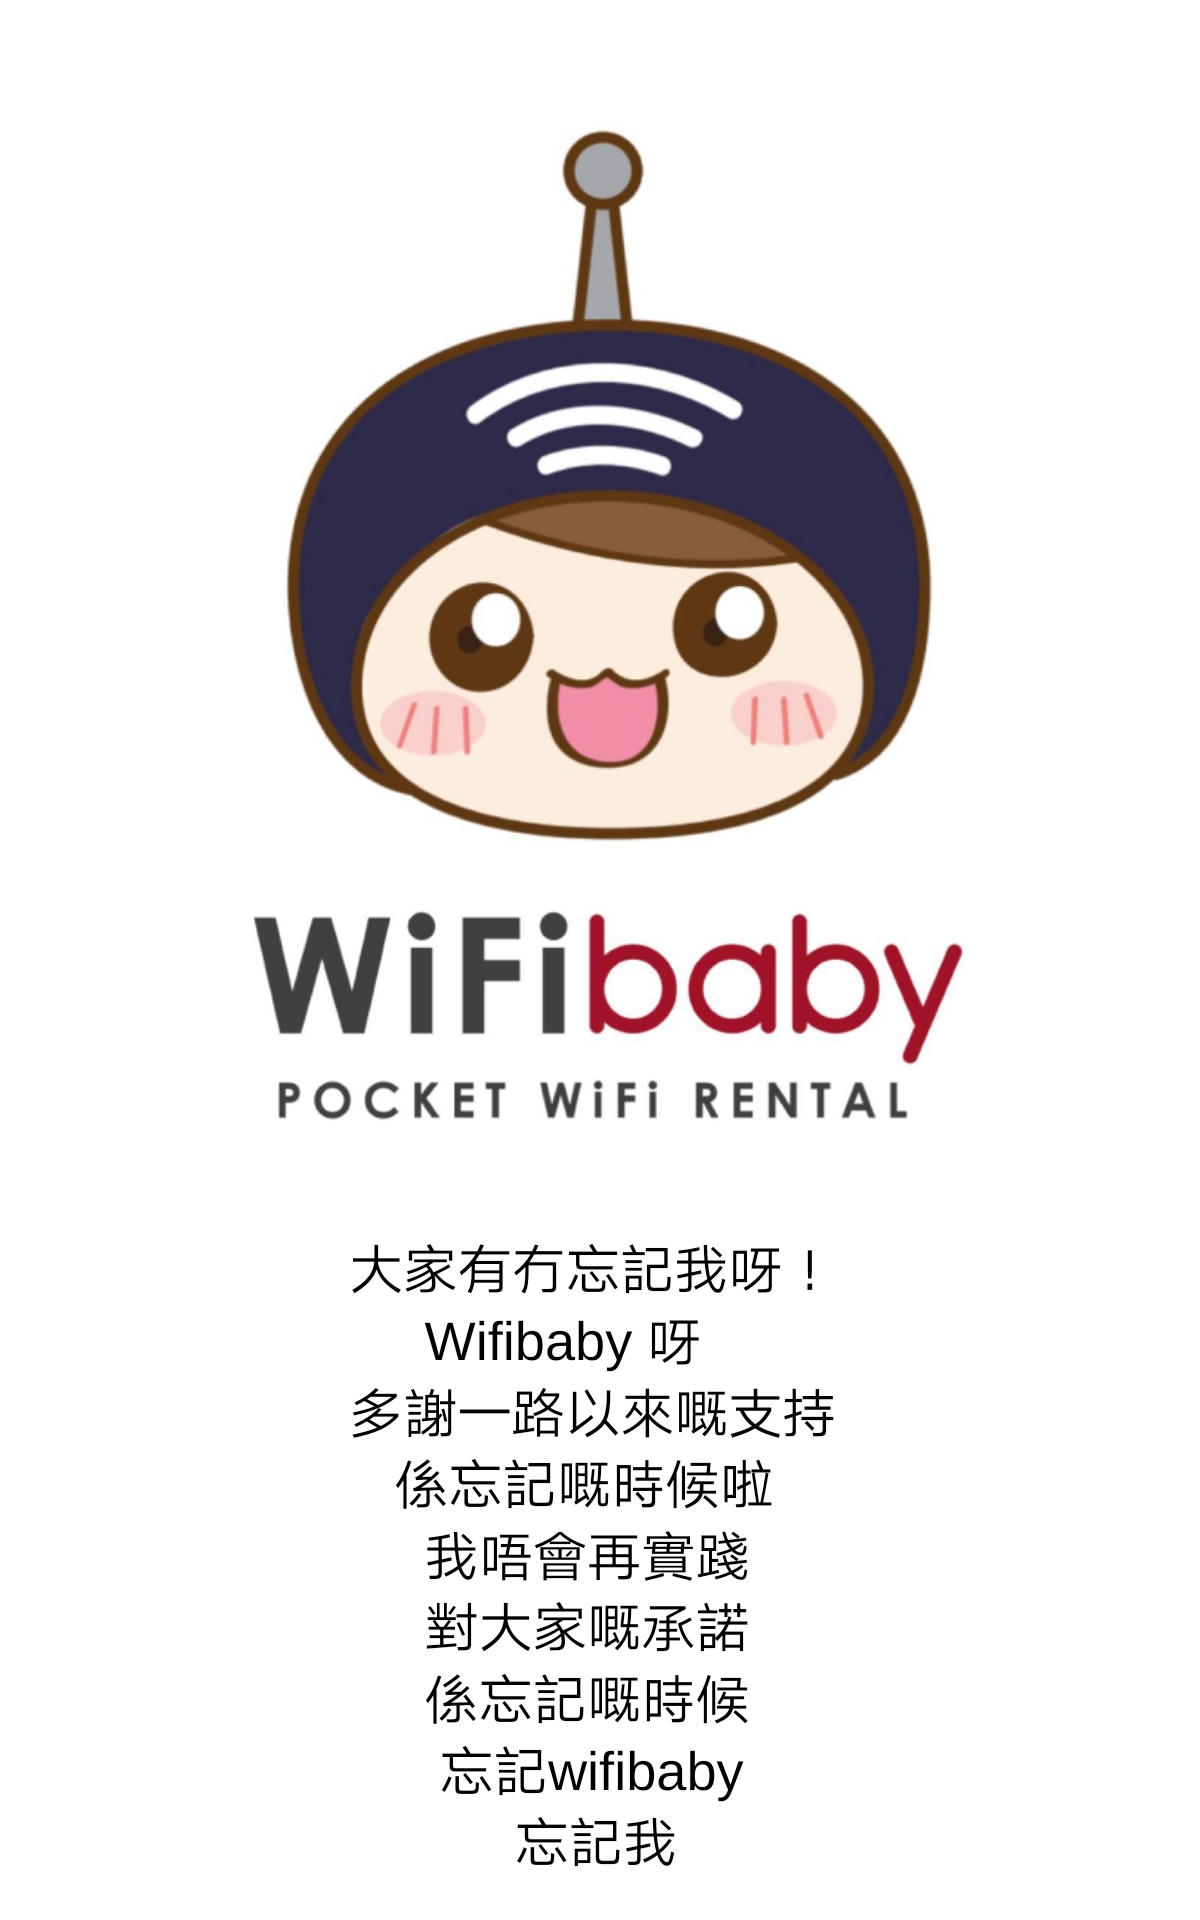 WiFibaby
POCKET WiFi RENTAL
大家有冇忘記我呀！
Wifibaby 呀
多謝一路以來嘅支持
係忘記嘅時候啦
我唔會再實踐
對大家嘅承諾
係忘記嘅時候
忘記wifibaby
忘記我